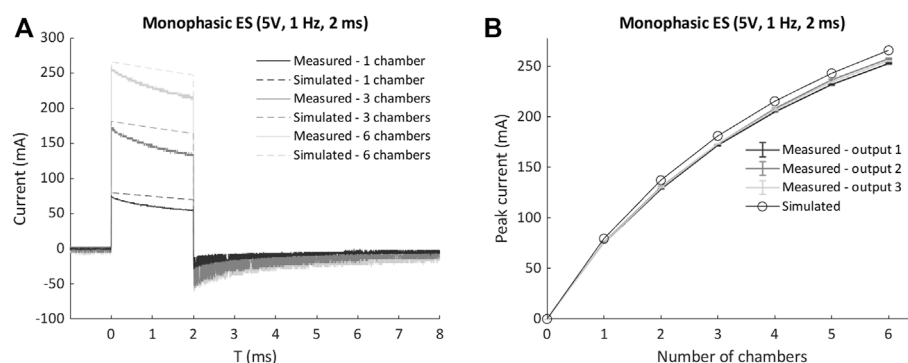 A
Monophasic ES (5V, 1 Hz, 2 ms)
300
250
200
150
100
50
0
-50
-100
Current (mA)
Measured - 1 chamber
Simulated - 1 chamber
Measured - 3 chambers
Simulated - 3 chambers
Measured - 6 chambers
Simulated - 6 chambers
0 1 2 3 4 5 6 7 8
T (ms)
B
Monophasic ES (5V, 1 Hz, 2 ms)
250
200
150
100
50
0
Peak current (mA)
Measured - output 1
Measured - output 2
Measured - output 3
Simulated
0 1 2 3 4 5 6
Number of chambers